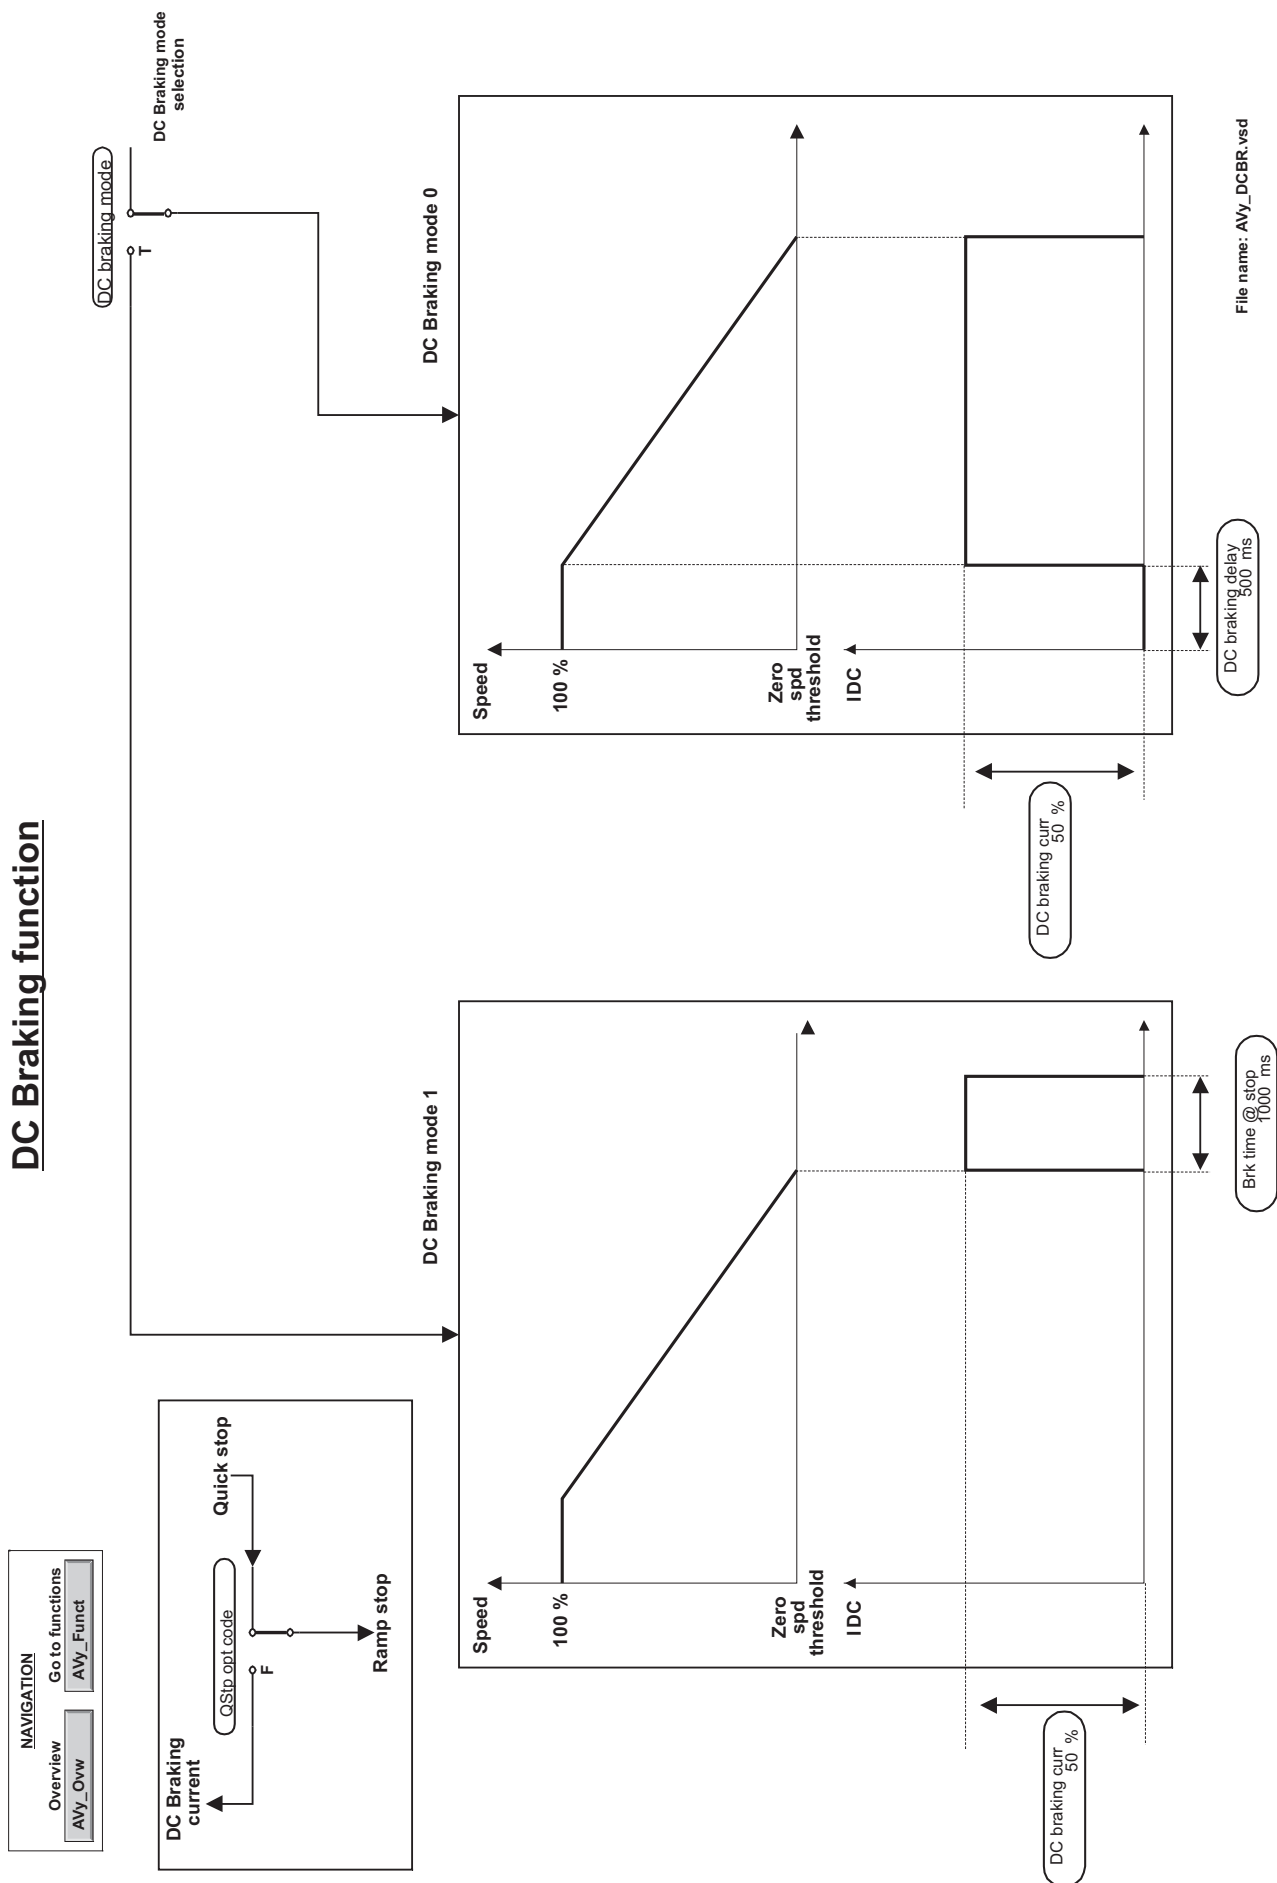 DC Braking function
NAVIGATION
Overview
Go to functions
AVy_Ovw
AVy_Funct
DC Braking
current
QStp opt code
F
Quick stop
Ramp stop
DC braking mode
T
DC Braking mode
selection
DC Braking mode 1
Speed
100 %
Zero
spd
threshold
IDC
DC braking curr
50 %
Brk time @ stop
1000 ms
DC Braking mode 0
Speed
100 %
Zero
spd
threshold
IDC
DC braking curr
50 %
DC braking delay
500 ms
File name: AVy_DCBR.vsd